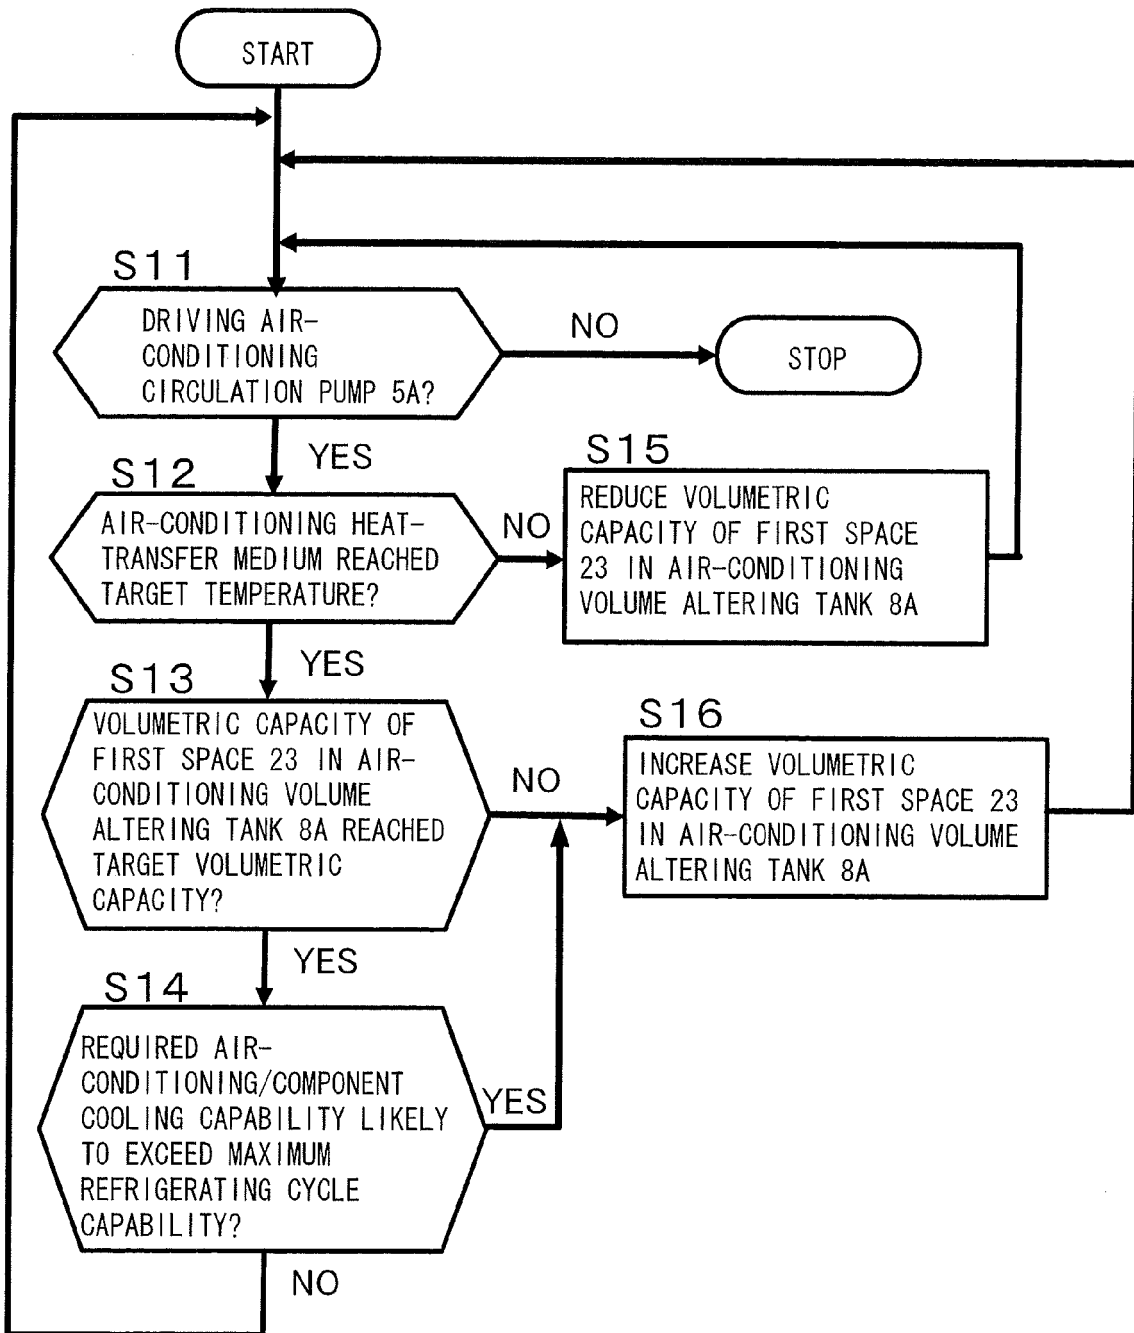 START
S11
DRIVING AIR-
CONDITIONING
CIRCULATION PUMP 5A?
NO
STOP
YES
S12
AIR-CONDITIONING HEAT-
TRANSFER MEDIUM REACHED
TARGET TEMPERATURE?
NO
S15
REDUCE VOLUMETRIC
CAPACITY OF FIRST SPACE
23 IN AIR-CONDITIONING
VOLUME ALTERING TANK 8A
YES
S13
VOLUMETRIC CAPACITY OF
FIRST SPACE 23 IN AIR-
CONDITIONING VOLUME
ALTERING TANK 8A REACHED
TARGET VOLUMETRIC
CAPACITY?
NO
S16
INCREASE VOLUMETRIC
CAPACITY OF FIRST SPACE 23
IN AIR-CONDITIONING VOLUME
ALTERING TANK 8A
YES
S14
REQUIRED AIR-
CONDITIONING/COMPONENT
COOLING CAPABILITY LIKELY
TO EXCEED MAXIMUM
REFRIGERATING CYCLE
CAPABILITY?
YES
NO